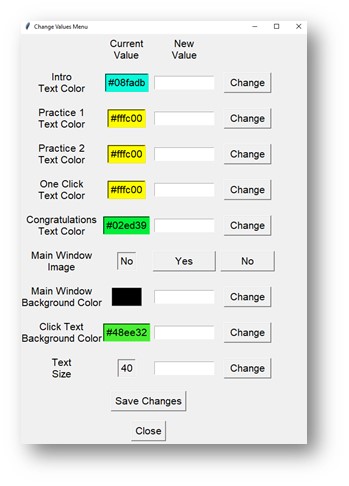 Change Values Menu
Current New
Value Value
Intro
Text Color #08fadb Change
Practice 1
Text Color #fffc00 Change
Practice 2
Text Color #fffc00 Change
One Click
Text Color #fffc00 Change
Congratulations
Text Color #02ed39 Change
Main Window
Image No Yes No
Main Window
Background Color Change
Click Text
Background Color #48ee32 Change
Text
Size 40 Change
Save Changes
Close